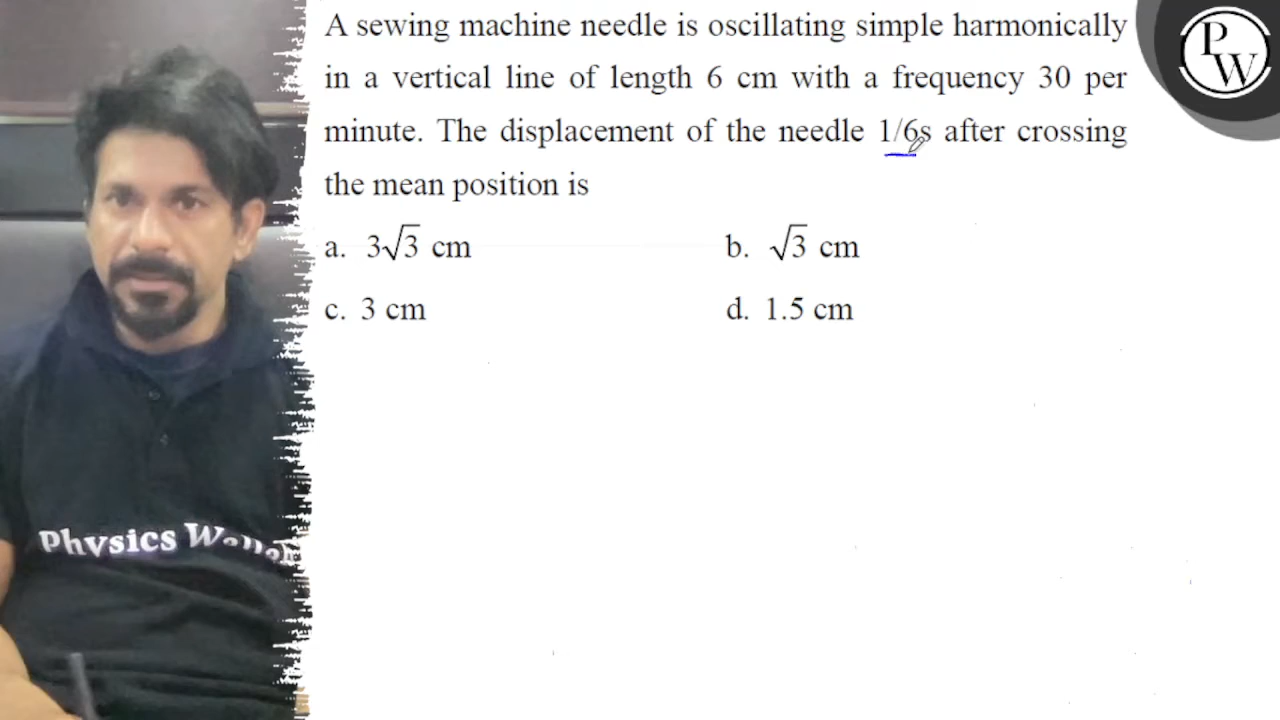 A sewing machine needle is oscillating simple harmonically
in a vertical line of length 6 cm with a frequency 30 per
minute. The displacement of the needle 1/6s after crossing
the mean position is
a. 3√3 cm b. √3 cm
c. 3 cm d. 1.5 cm
P
W
Physics Wallah